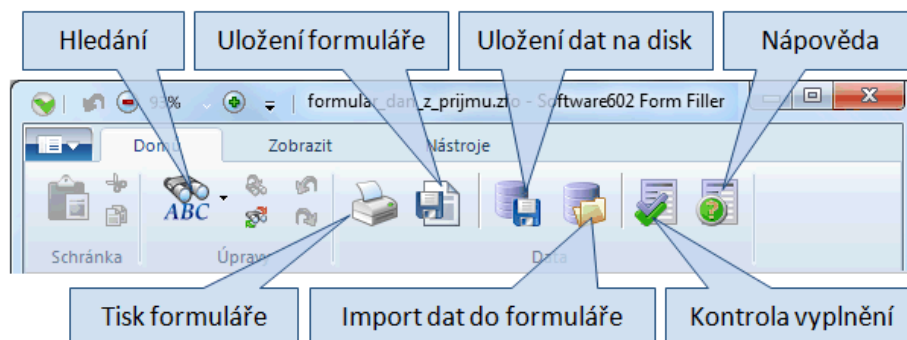 Hledání
Uložení formuláře
Uložení dat na disk
Nápověda
93% formular_dan_z_prijmu.zfo - Software602 Form Filler
Domů
Zobrazit
Nástroje
ABC
Schránka
Úpravy
Data
Tisk formuláře
Import dat do formuláře
Kontrola vyplnění